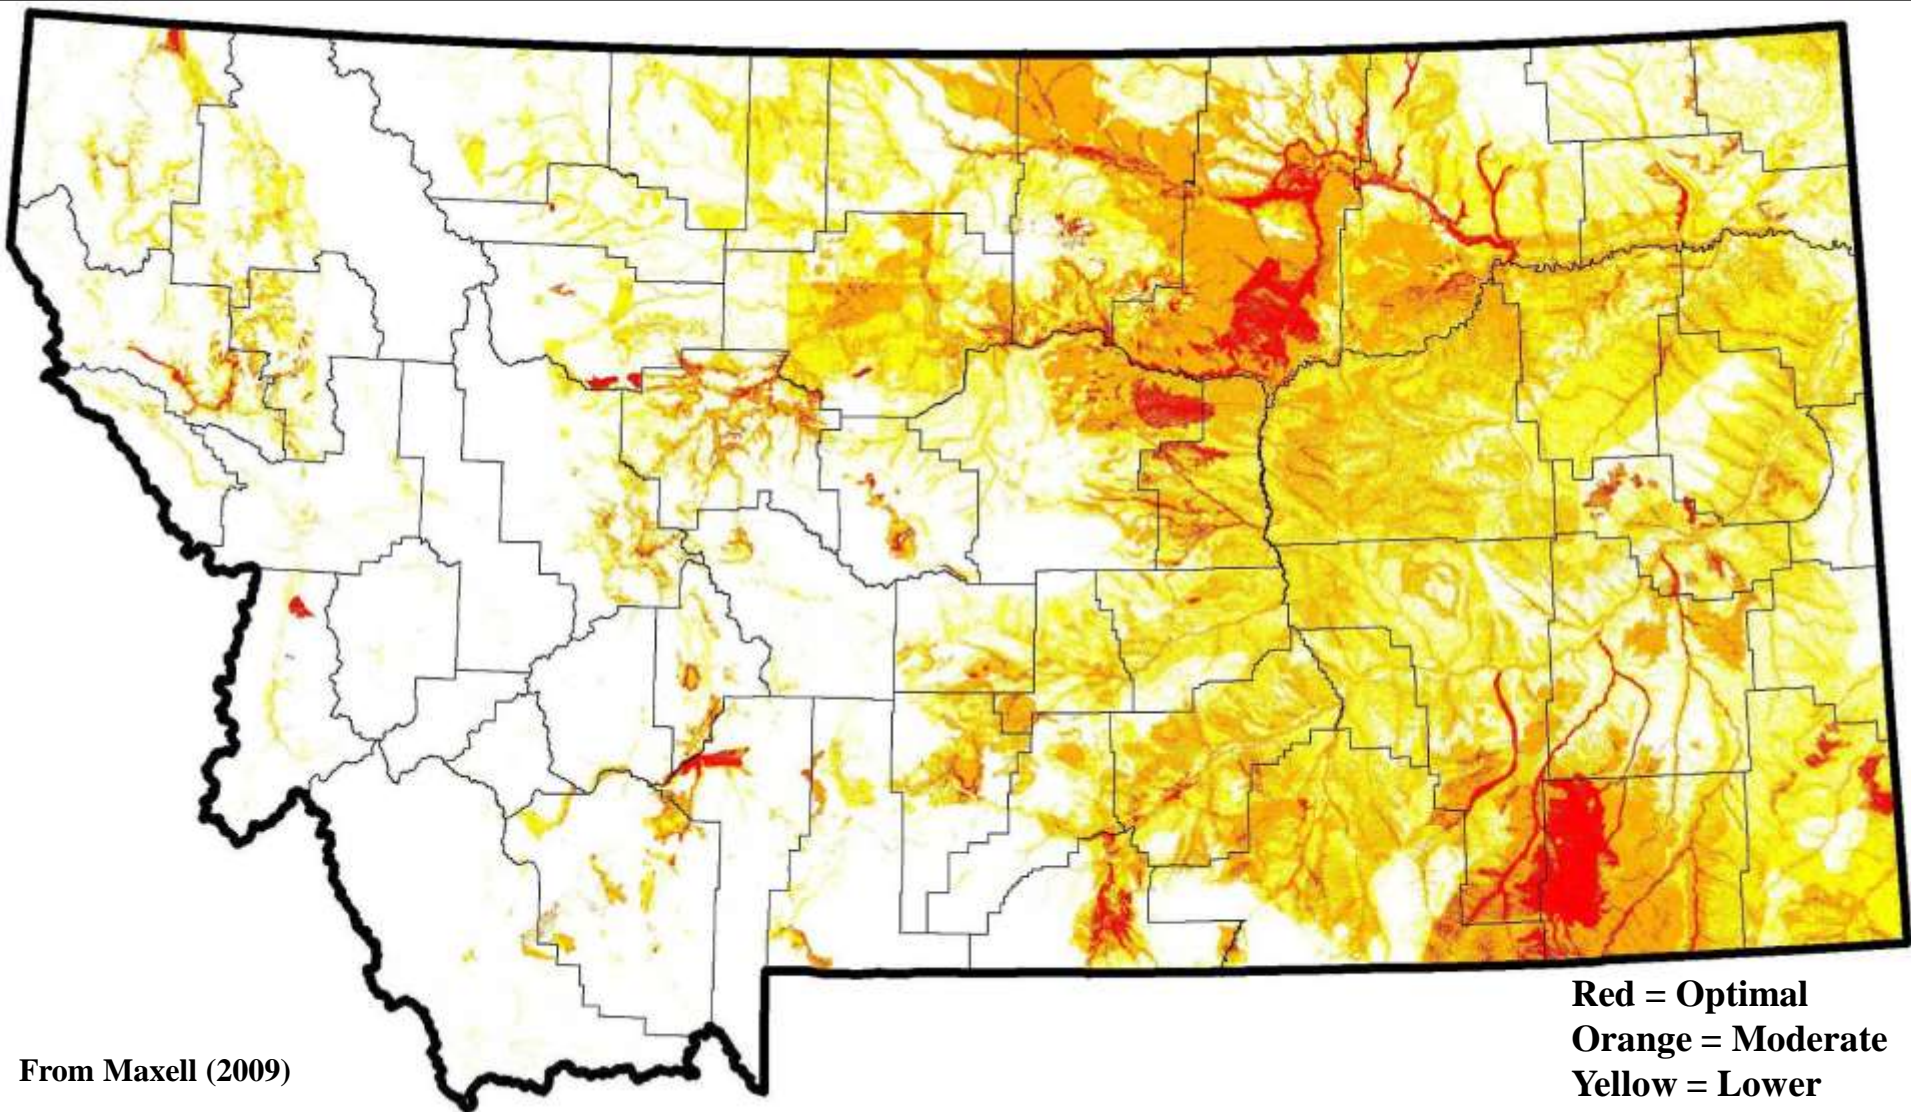 Red = Optimal
Orange = Moderate
Yellow = Lower
From Maxell (2009)